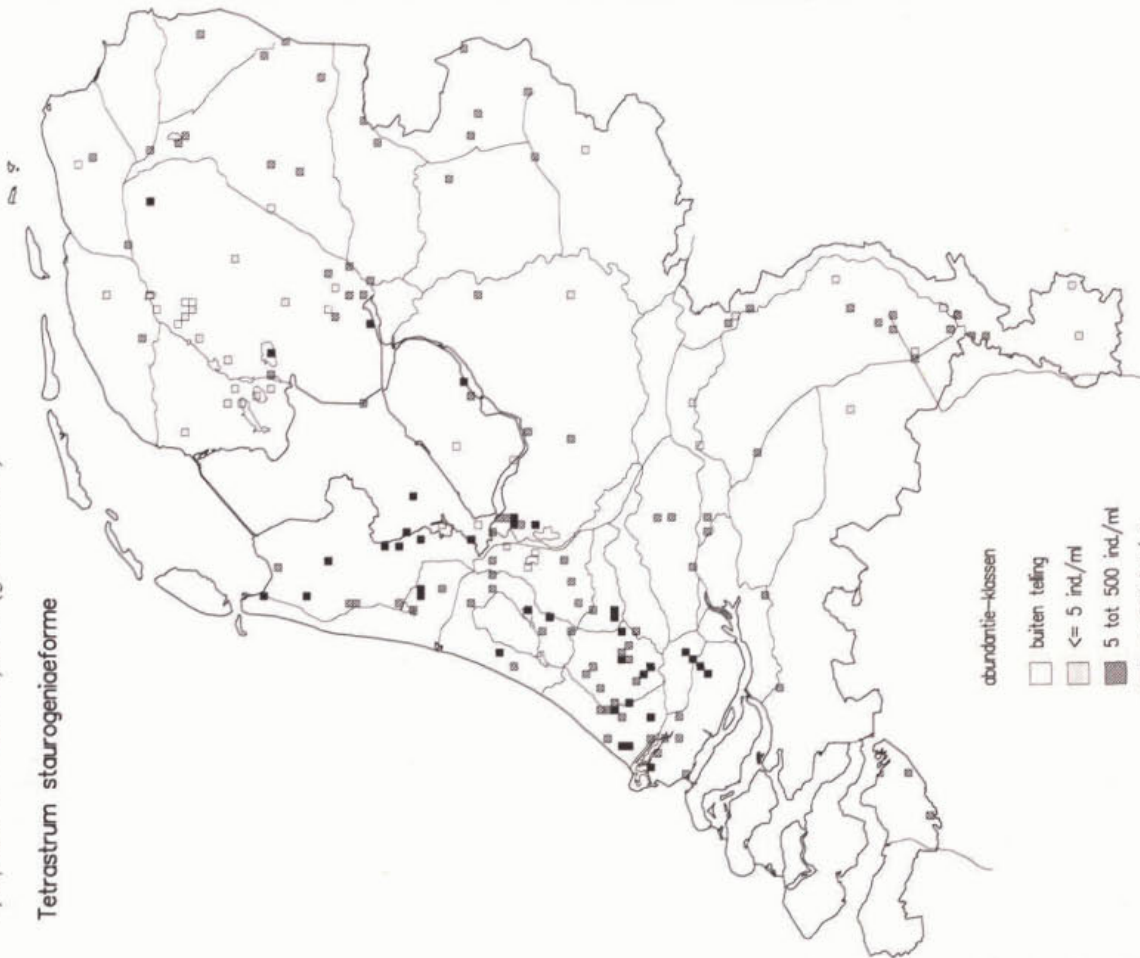 Tetrastrum staurogeniaeforme
abundantie-klassen
buiten telling
<= 5 ind./ml
5 tot 500 ind./ml